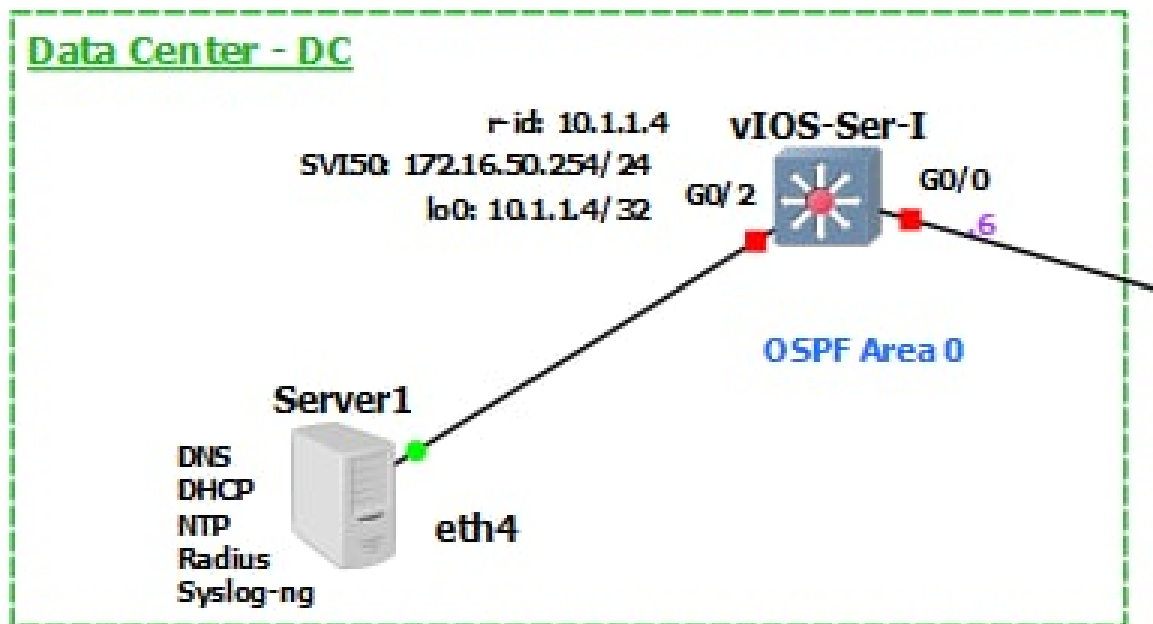 Data Center - DC
r-id: 10.1.1.4
vIOS-Ser-I
SVI50: 172.16.50.254/24
G0/2
G0/0
lo0: 10.1.1.4/32
.6
OSPF Area 0
Server1
DNS
DHCP
NTP
eth4
Radius
Syslog-ng